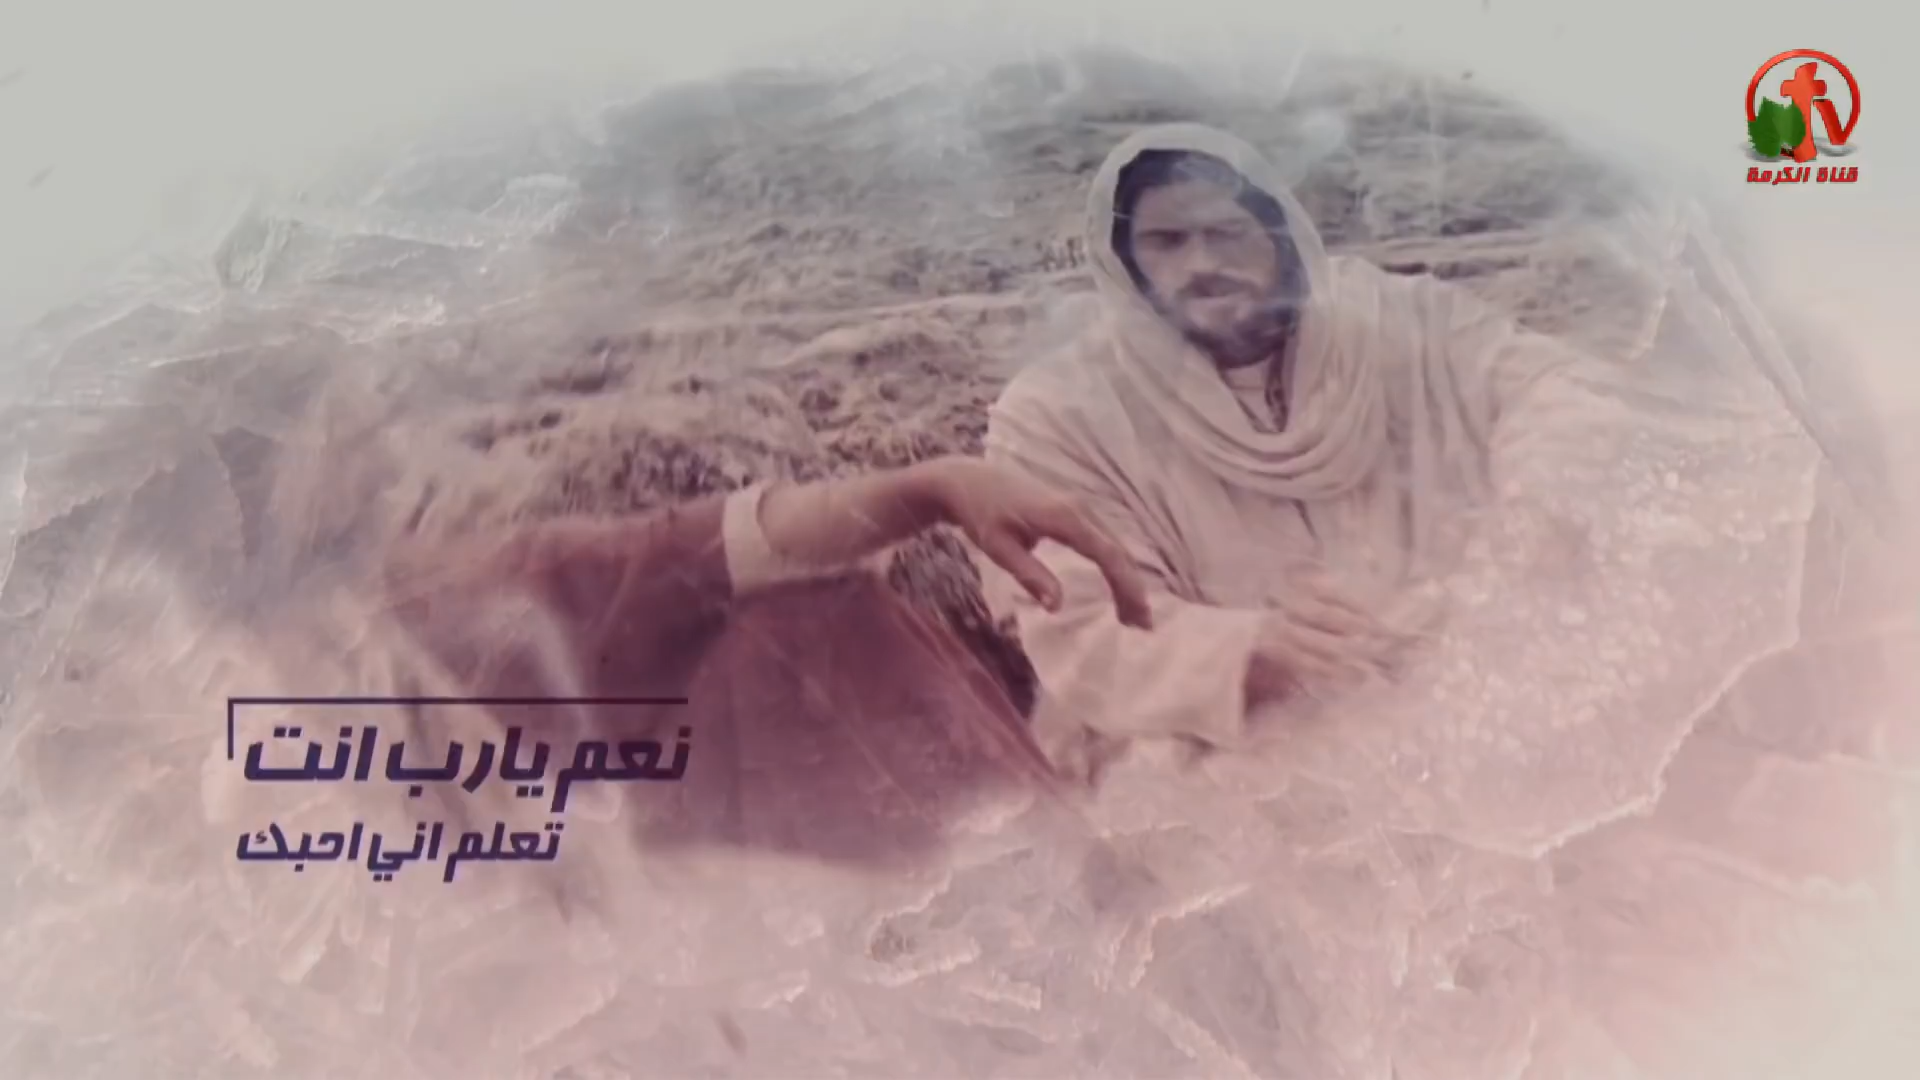 قناة الكرمة
نعم يارب انت
تعلم اني احبك